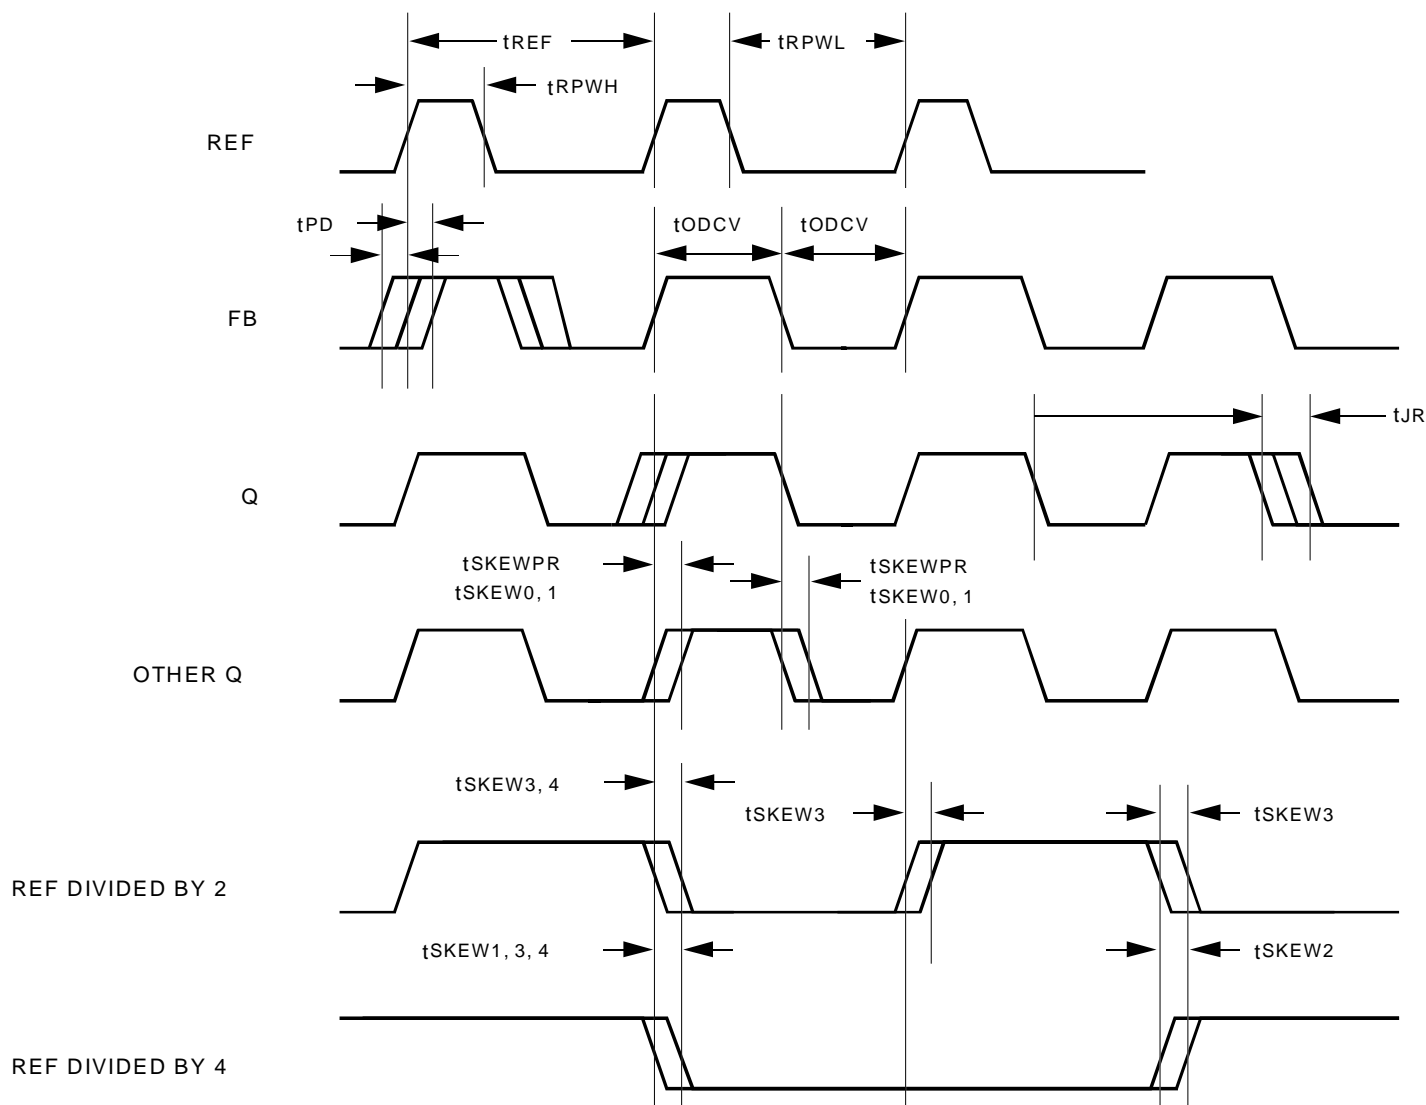 tREF
tRPWL
tRPWH
REF
tPD
tODCV
tODCV
FB
tJR
Q
tSKEWPR
tSKEW0, 1
tSKEWPR
tSKEW0, 1
OTHER Q
tSKEW3, 4
tSKEW3
tSKEW3
REF DIVIDED BY 2
tSKEW1, 3, 4
tSKEW2
REF DIVIDED BY 4